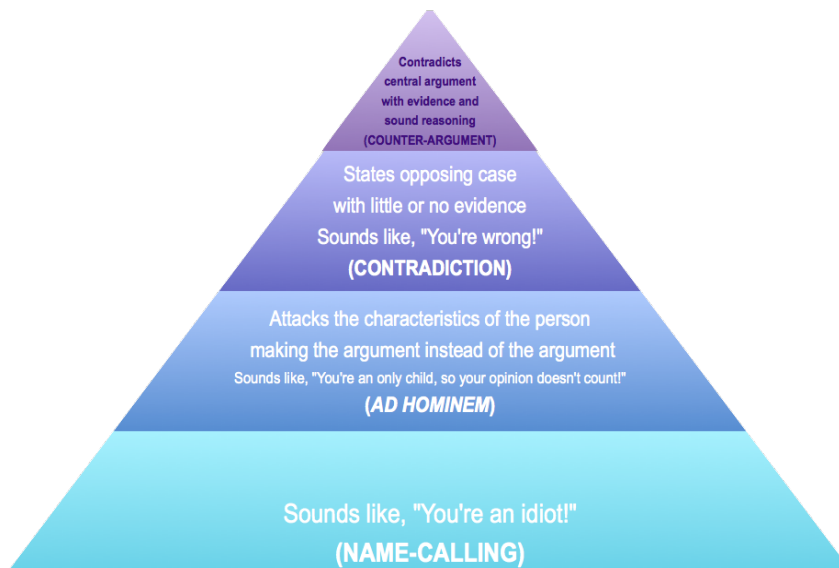 Contradicts
central argument
with evidence and
sound reasoning
(COUNTER-ARGUMENT)
States opposing case
with little or no evidence
Sounds like, "You're wrong!"
(CONTRADICTION)
Attacks the characteristics of the person
making the argument instead of the argument
Sounds like, "You're an only child, so your opinion doesn't count!"
(AD HOMINEM)
Sounds like, "You're an idiot!"
(NAME-CALLING)